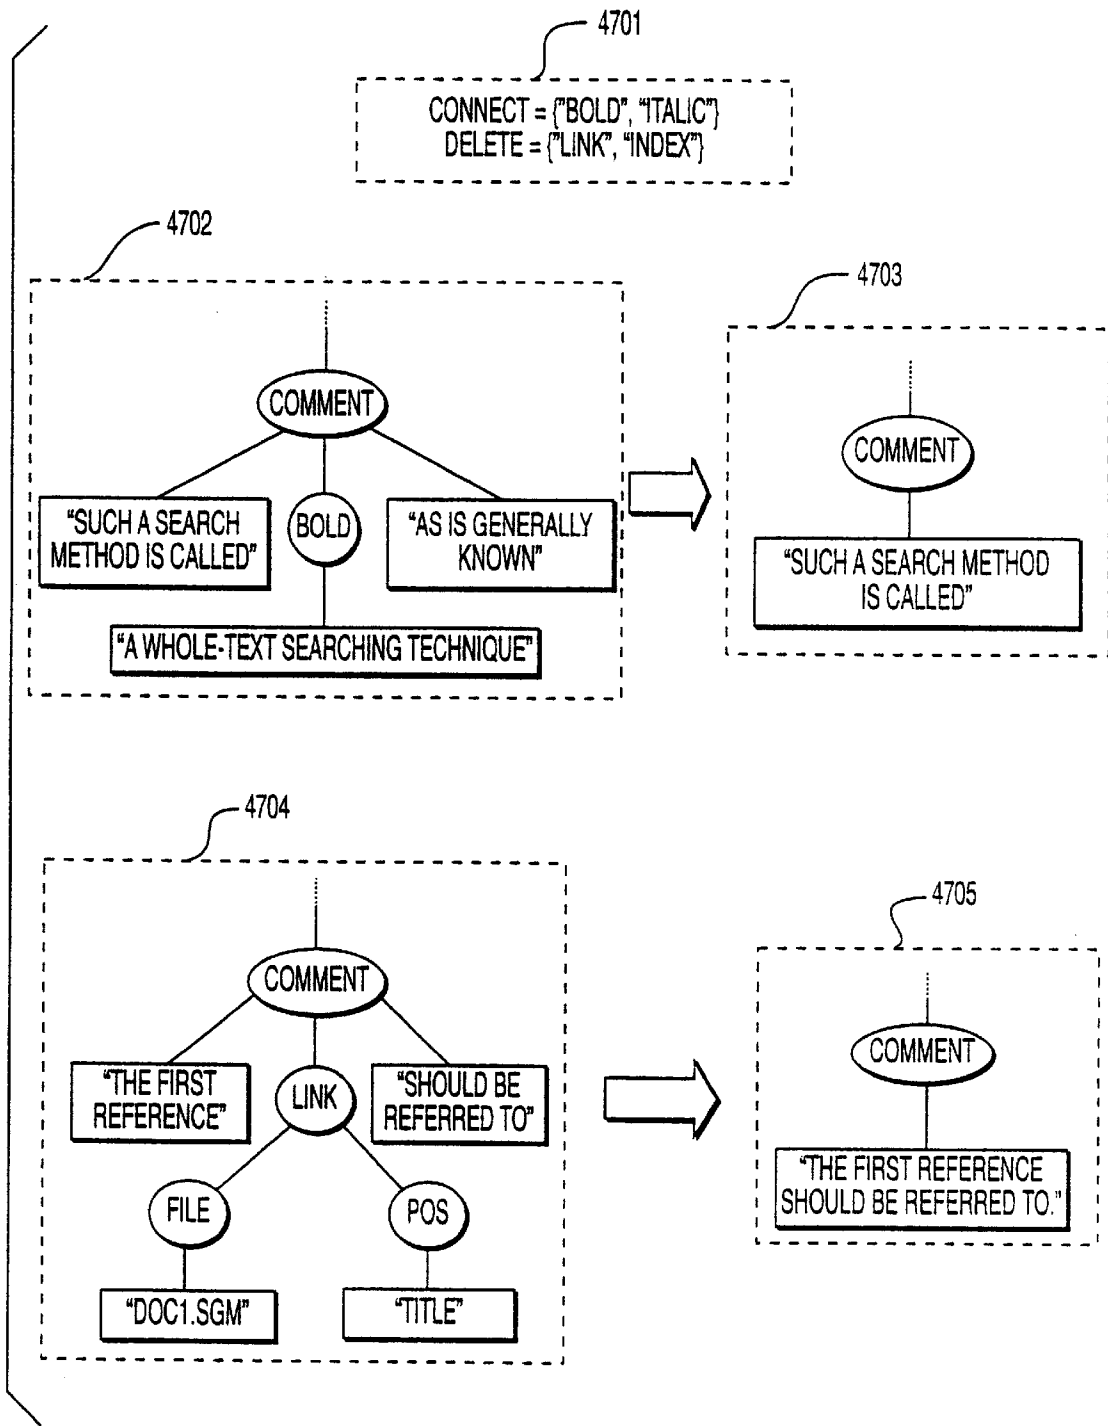 4701
CONNECT = {"BOLD", "ITALIC"}
DELETE = {"LINK", "INDEX"}
4702
COMMENT
"SUCH A SEARCH
METHOD IS CALLED"
BOLD
"AS IS GENERALLY
KNOWN"
"A WHOLE-TEXT SEARCHING TECHNIQUE"
4703
COMMENT
"SUCH A SEARCH METHOD
IS CALLED"
4704
COMMENT
"THE FIRST
REFERENCE"
LINK
"SHOULD BE
REFERRED TO"
FILE
POS
"DOC1.SGM"
"TITLE"
4705
COMMENT
"THE FIRST REFERENCE
SHOULD BE REFERRED TO."